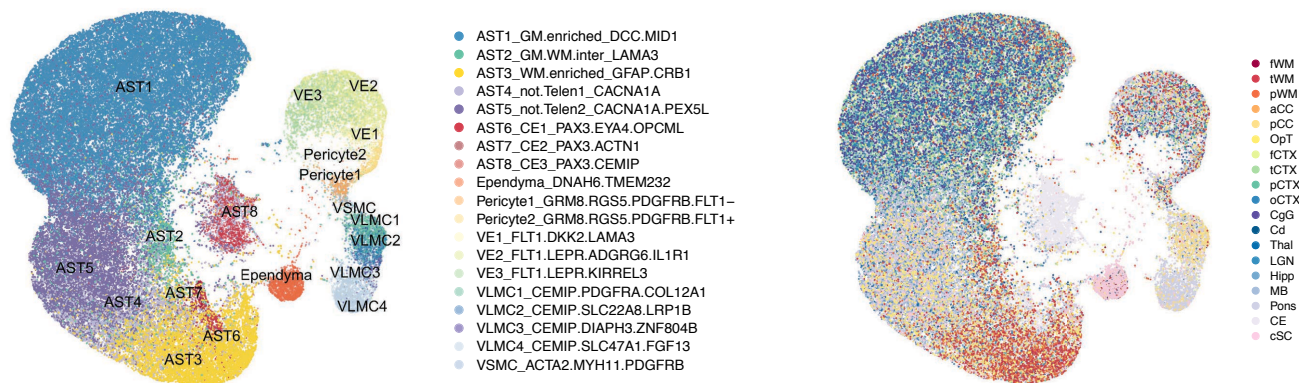 AST1
VE2
VE3
VE1
Pericyte2
Pericyte1
VSMC
VLMC1
AST8
AST2
VLMC2
AST5
Ependyma
VLMC3
AST7
AST4
VLMC4
AST6
AST3
AST1_GM.enriched_DCC.MID1
AST2_GM.WM.inter_LAMA3
AST3_WM.enriched_GFAP.CRB1
AST4_not.Telen1_CACNA1A
AST5_not.Telen2_CACNA1A.PEX5L
AST6_CE1_PAX3.EYA4.OPCML
AST7_CE2_PAX3.ACTN1
AST8_CE3_PAX3.CEMIP
Ependyma_DNAH6.TMEM232
Pericyte1_GRM8.RGS5.PDGFRB.FLT1−
Pericyte2_GRM8.RGS5.PDGFRB.FLT1+
VE1_FLT1.DKK2.LAMA3
VE2_FLT1.LEPR.ADGRG6.IL1R1
VE3_FLT1.LEPR.KIRREL3
VLMC1_CEMIP.PDGFRA.COL12A1
VLMC2_CEMIP.SLC22A8.LRP1B
VLMC3_CEMIP.DIAPH3.ZNF804B
VLMC4_CEMIP.SLC47A1.FGF13
VSMC_ACTA2.MYH11.PDGFRB
fWM
tWM
pWM
aCC
pCC
OpT
fCTX
tCTX
pCTX
oCTX
CgG
Cd
Thal
LGN
Hipp
MB
Pons
CE
cSC